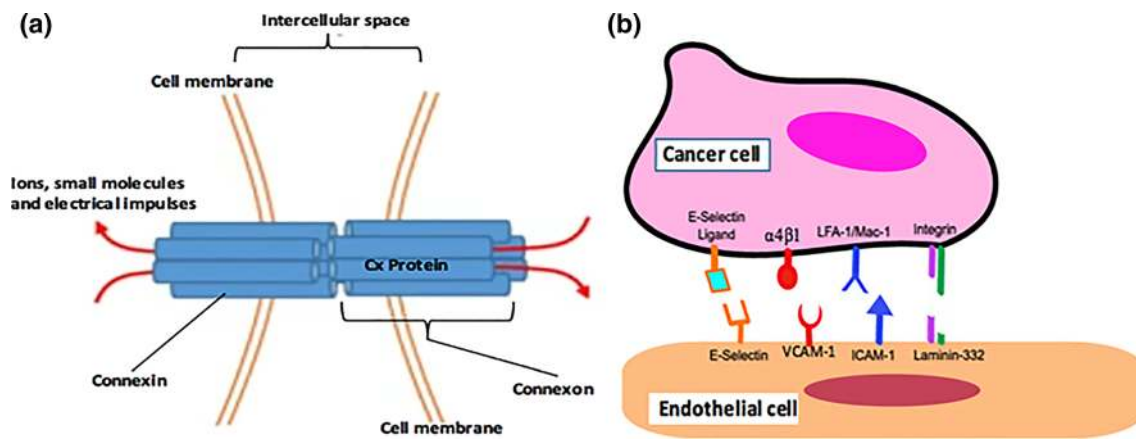 (a)
Intercellular space
Cell membrane
Ions, small molecules
and electrical impulses
Cx Protein
Connexin
Connexon
Cell membrane
(b)
Cancer cell
E-Selectin
Ligand
α4β1
LFA-1/Mac-1
Integrin
E-Selectin
VCAM-1
ICAM-1
Laminin-332
Endothelial cell